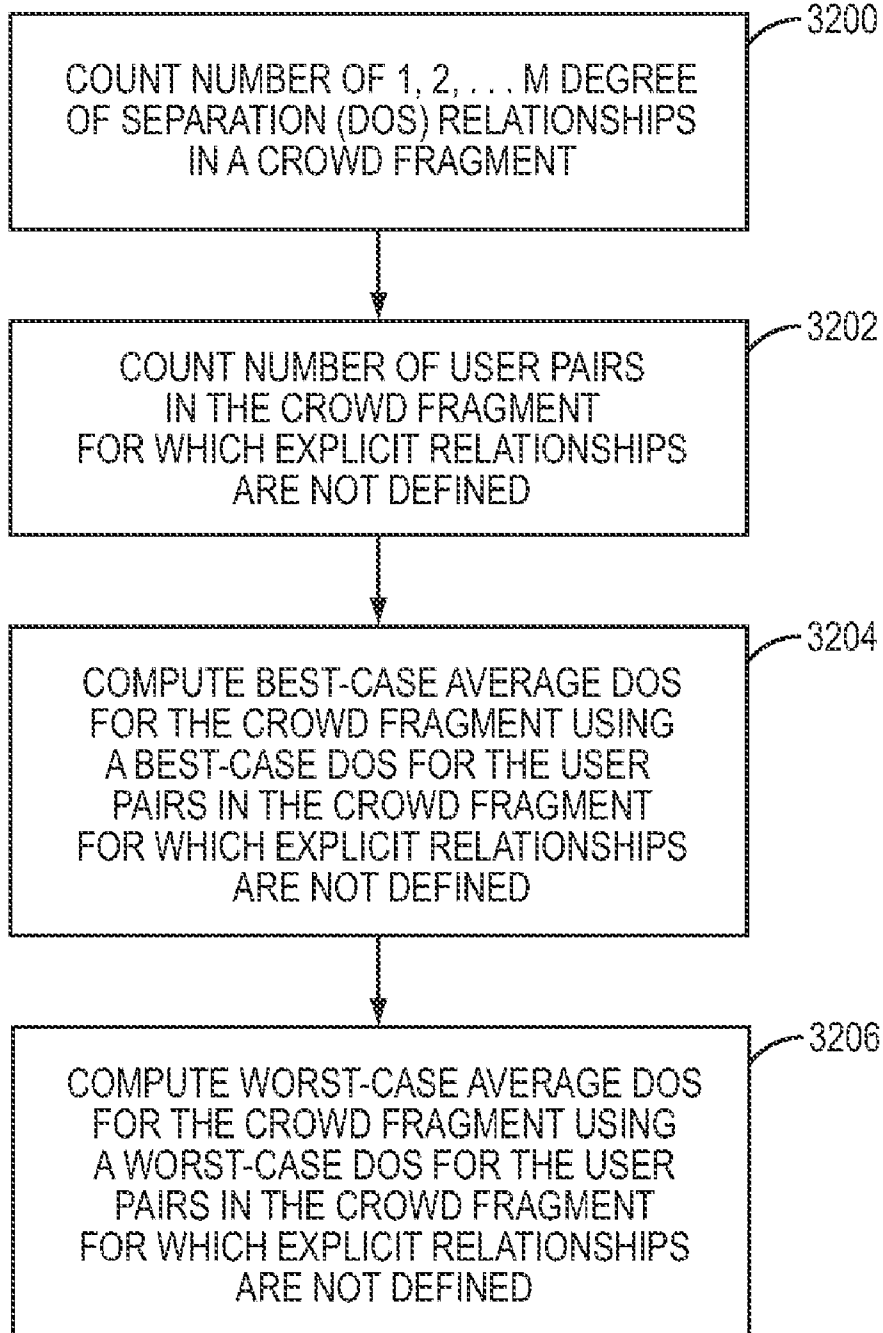 3200
COUNT NUMBER OF 1, 2, . . . M DEGREE
OF SEPARATION (DOS) RELATIONSHIPS
IN A CROWD FRAGMENT
3202
COUNT NUMBER OF USER PAIRS
IN THE CROWD FRAGMENT
FOR WHICH EXPLICIT RELATIONSHIPS
ARE NOT DEFINED
3204
COMPUTE BEST-CASE AVERAGE DOS
FOR THE CROWD FRAGMENT USING
A BEST-CASE DOS FOR THE USER
PAIRS IN THE CROWD FRAGMENT
FOR WHICH EXPLICIT RELATIONSHIPS
ARE NOT DEFINED
3206
COMPUTE WORST-CASE AVERAGE DOS
FOR THE CROWD FRAGMENT USING
A WORST-CASE DOS FOR THE USER
PAIRS IN THE CROWD FRAGMENT
FOR WHICH EXPLICIT RELATIONSHIPS
ARE NOT DEFINED